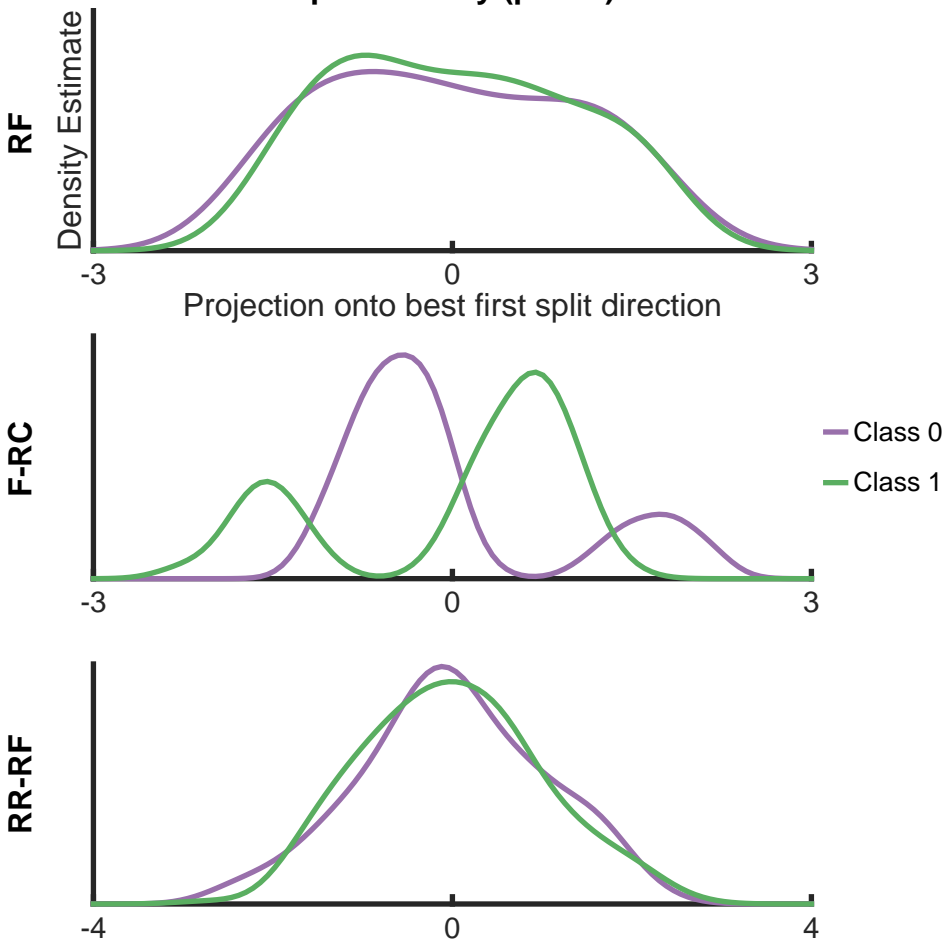 RF
Density Estimate
-3 0 3
Projection onto best first split direction
F-RC
Class 0
Class 1
-3 0 3
RR-RF
-4 0 4